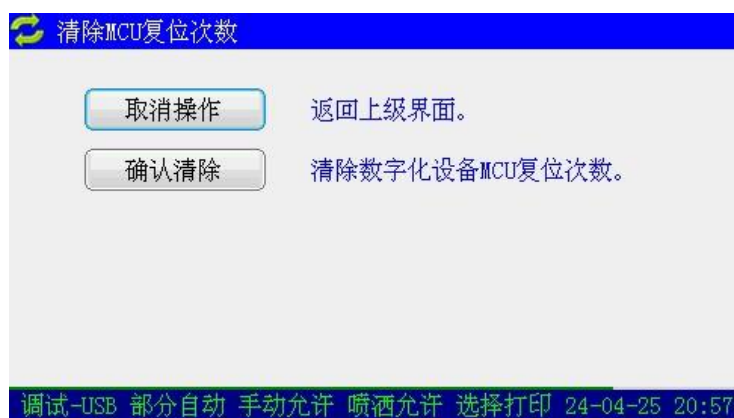 清除MCU复位次数
取消操作 返回上级界面。
确认清除 清除数字化设备MCU复位次数。
调试-USB 部分自动 手动允许 喷洒允许 选择打印 24-04-25 20:57